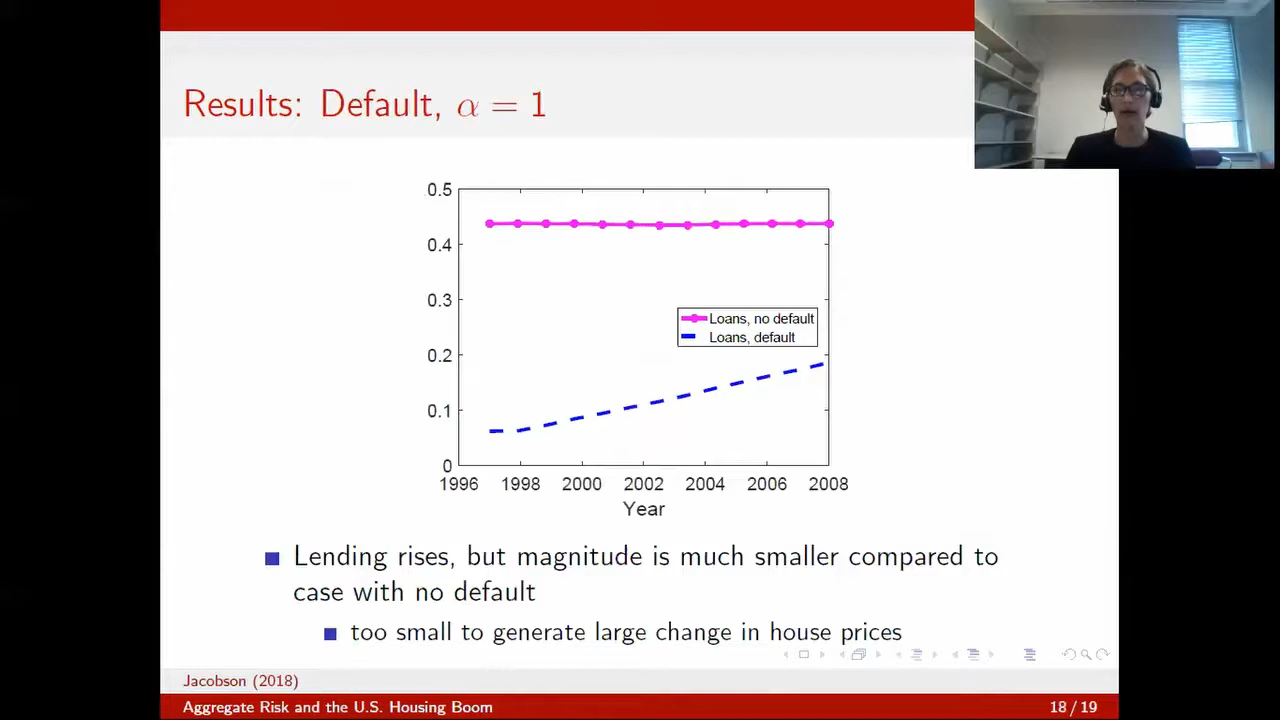 Results: Default, α = 1
0.5
0.4
0.3
0.2
0.1
0
Loans, no default
Loans, default
1996 1998 2000 2002 2004 2006 2008
Year
Lending rises, but magnitude is much smaller compared to
case with no default
too small to generate large change in house prices
Jacobson (2018)
Aggregate Risk and the U.S. Housing Boom 18 / 19